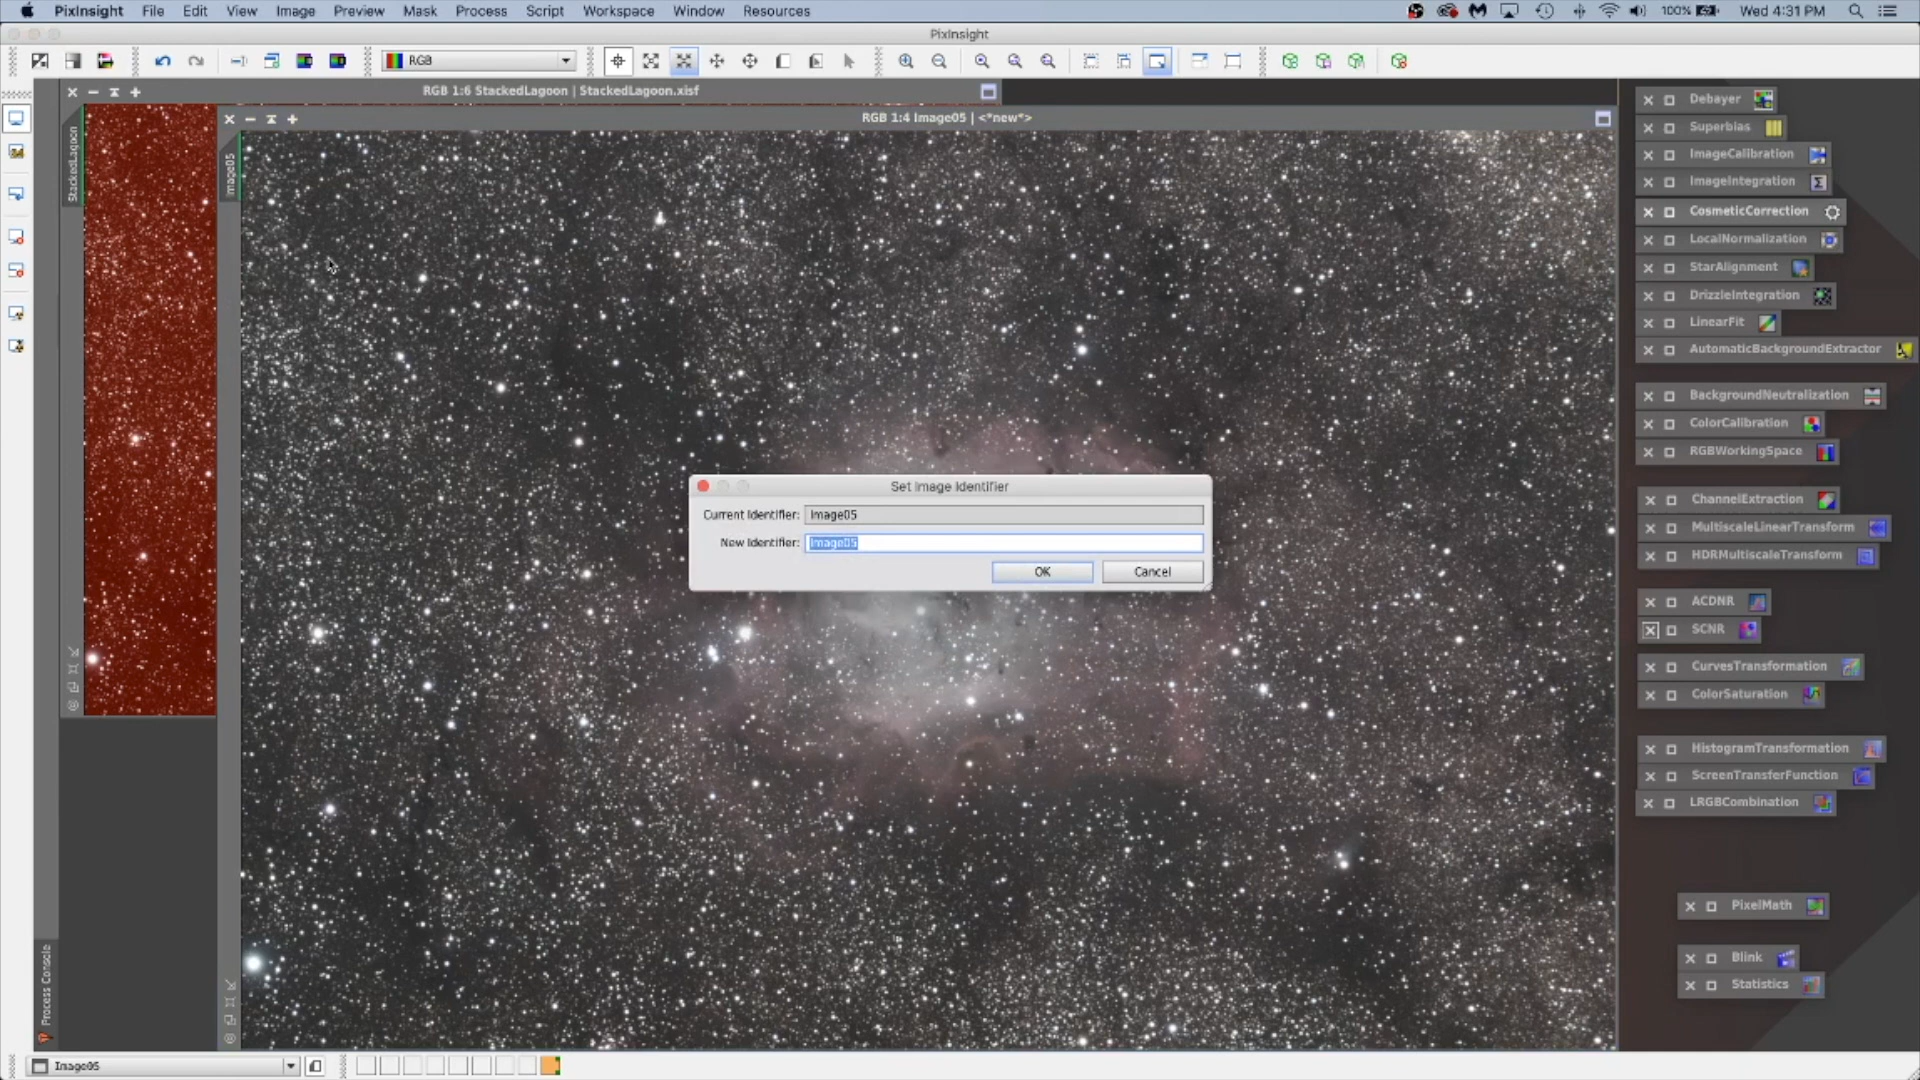 PixInsight File Edit View Image Preview Mask Process Script Workspace Window Resources 100% Wed 4:31 PM
PixInsight
RGB
RGB 1:6 StackedLagoon | StackedLagoon.xisf
RGB 1:4 Image05 | <*new*>
StackedLagoon
Image05
Debayer
Superbias
ImageCalibration
ImageIntegration
CosmeticCorrection
LocalNormalization
StarAlignment
DrizzleIntegration
LinearFit
AutomaticBackgroundExtractor
BackgroundNeutralization
ColorCalibration
RGBWorkingSpace
Set Image Identifier
Current Identifier: Image05
New Identifier: Image05
OK Cancel
ChannelExtraction
MultiscaleLinearTransform
HDRMultiscaleTransform
ACDNR
SCNR
CurvesTransformation
ColorSaturation
HistogramTransformation
ScreenTransferFunction
LRGBCombination
PixelMath
Blink
Statistics
Process Console
Image05